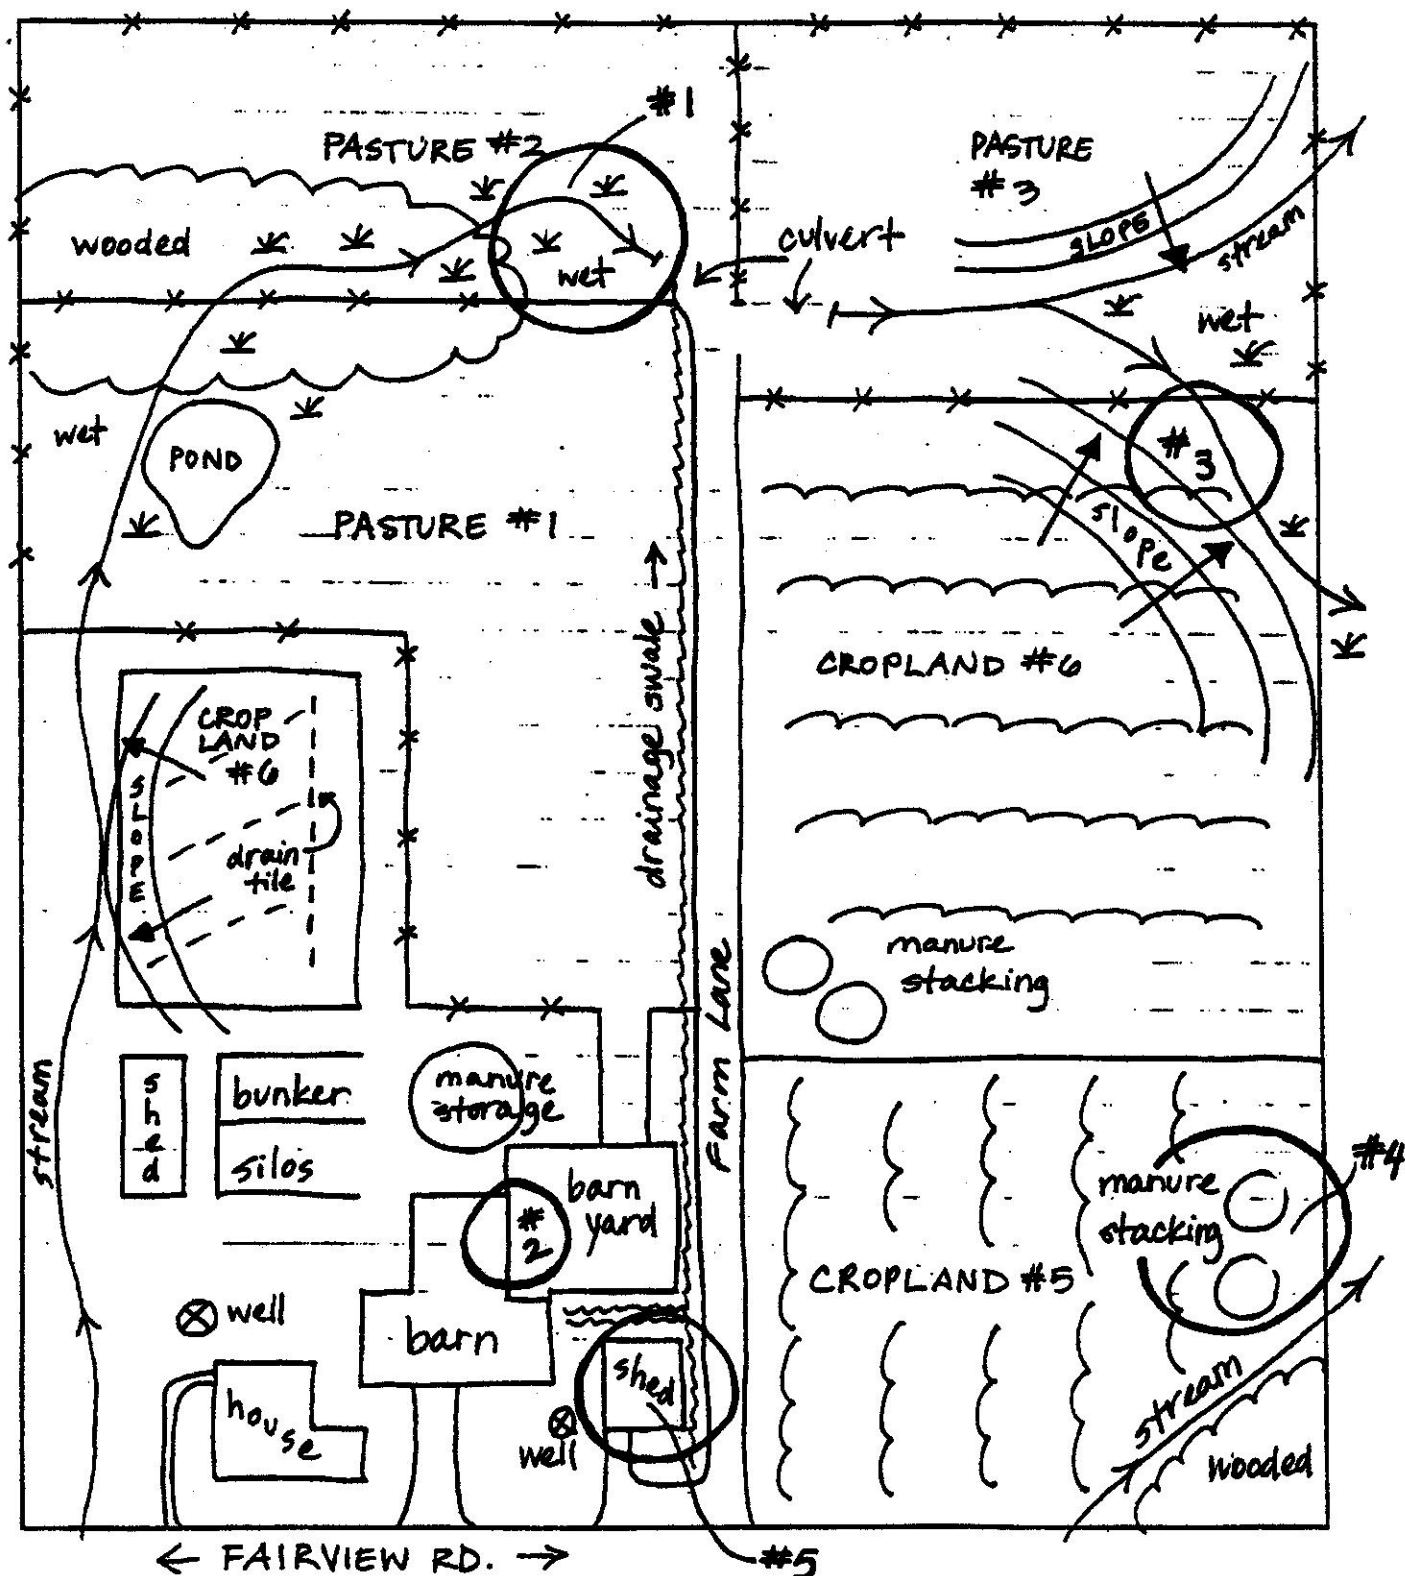 #1
PASTURE #2
PASTURE
#3
wooded
wet
culvert
SLOPE
stream
wet
wet
POND
#
3
PASTURE #1
slope
drainage swale →
CROPLAND #6
CROP
LAND
#6
SLOPE
drain
tile
manure
stacking
Farm Lane
stream
shed
bunker
silos
manure
storage
barn
yard
#
2
#4
manure
stacking
CROPLAND #5
well
barn
shed
house
well
stream
wooded
← FAIRVIEW RD. →
#5